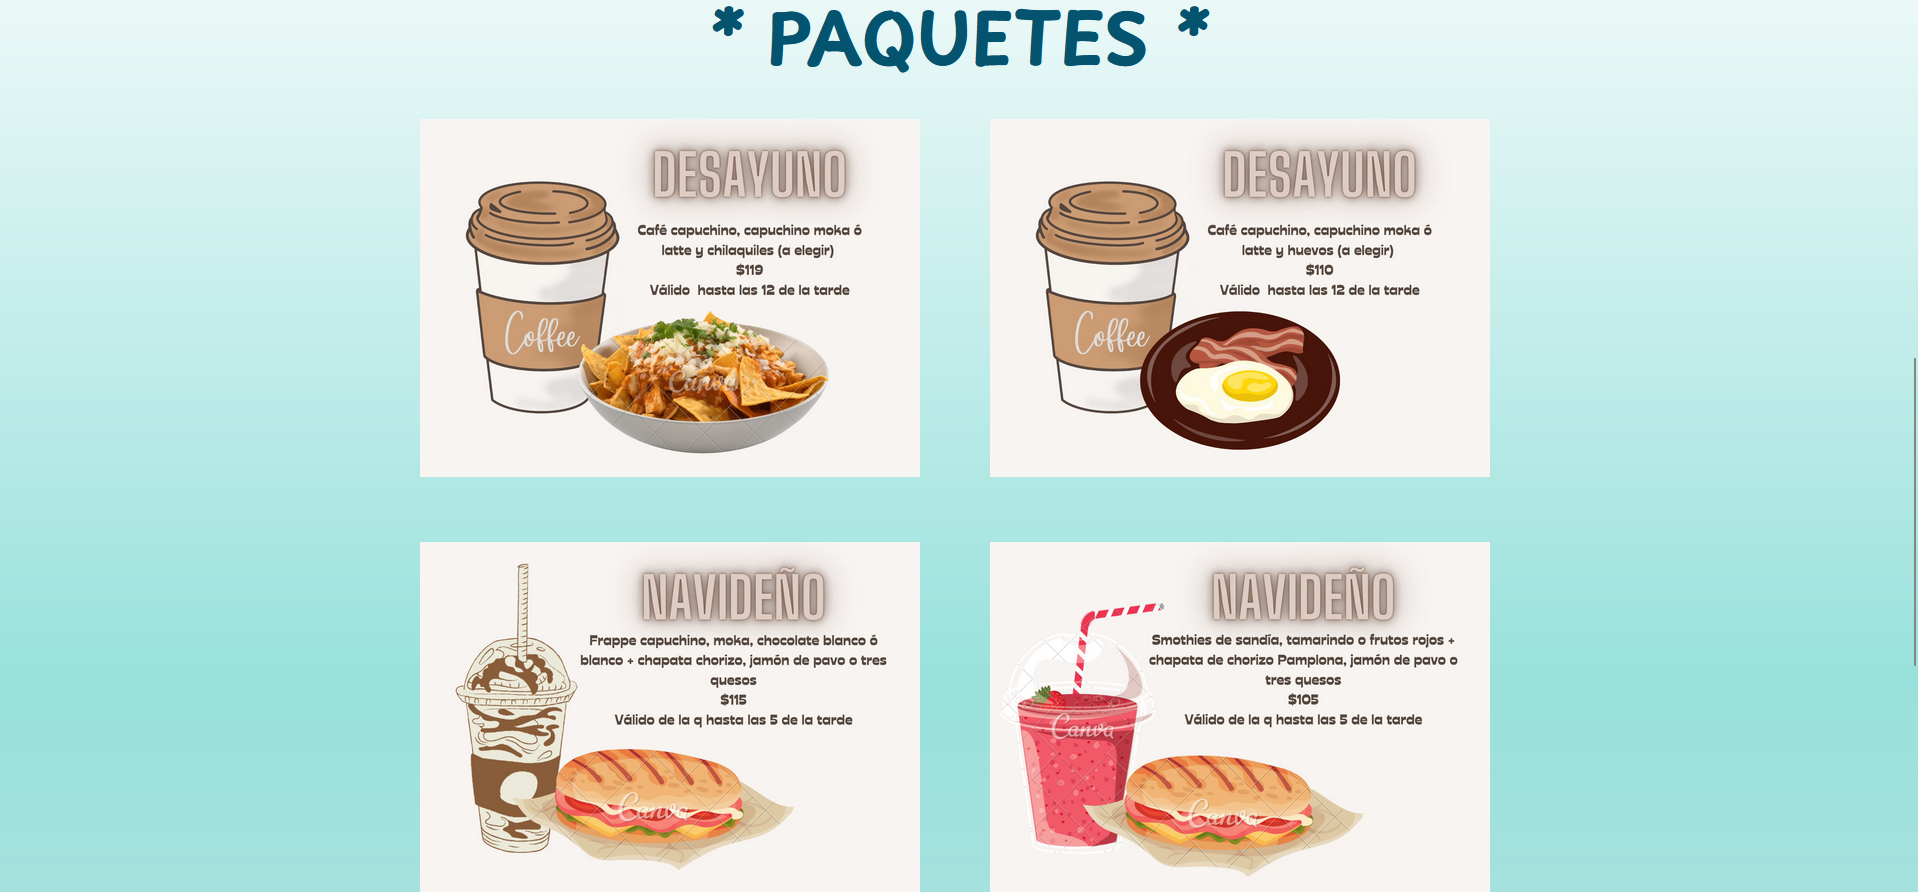 * PAQUETES *
DESAYUNO
Café capuchino, capuchino moka ó
latte y chilaquiles (a elegir)
$119
Válido hasta las 12 de la tarde
Coffee
Canva
DESAYUNO
Café capuchino, capuchino moka ó
latte y huevos (a elegir)
$110
Válido hasta las 12 de la tarde
Coffee
NAVIDEÑO
Frappe capuchino, moka, chocolate blanco ó
blanco + chapata chorizo, jamón de pavo o tres
quesos
$115
Válido de la q hasta las 5 de la tarde
Canva
NAVIDEÑO
Smothies de sandía, tamarindo o frutos rojos +
chapata de chorizo Pamplona, jamón de pavo o
tres quesos
$105
Válido de la q hasta las 5 de la tarde
Canva
Canva